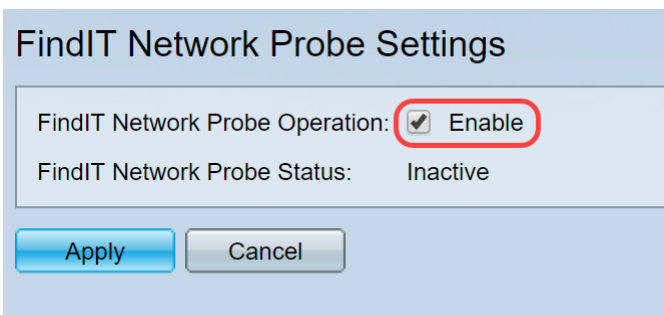 FindIT Network Probe Settings
FindIT Network Probe Operation: Enable
FindIT Network Probe Status: Inactive
Apply Cancel